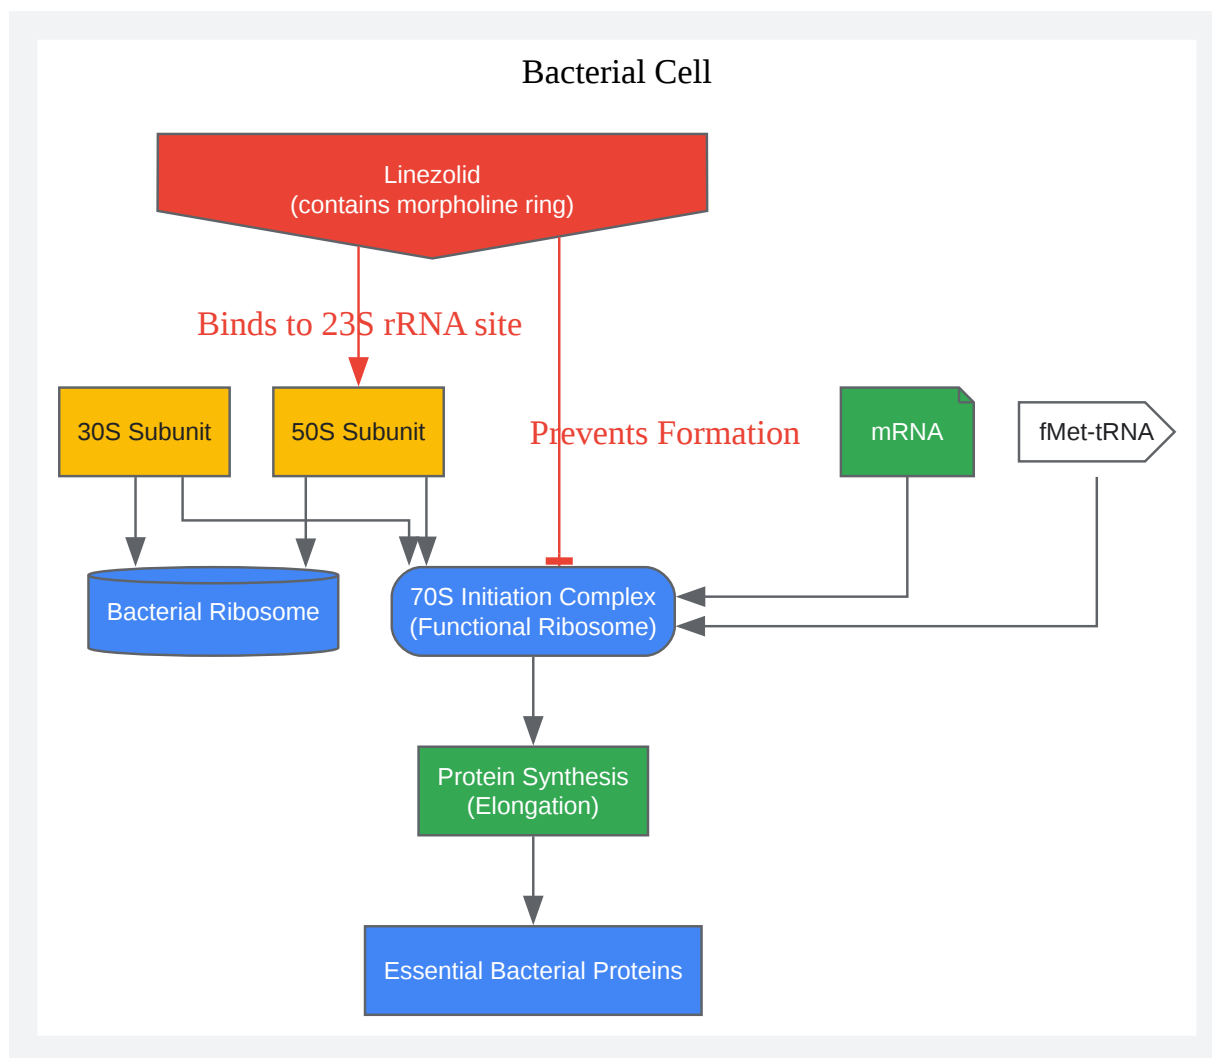 Bacterial Cell
Linezolid
(contains morpholine ring)
Binds to 23S rRNA site
30S Subunit
50S Subunit
Prevents Formation
mRNA
fMet-tRNA
Bacterial Ribosome
70S Initiation Complex
(Functional Ribosome)
Protein Synthesis
(Elongation)
Essential Bacterial Proteins